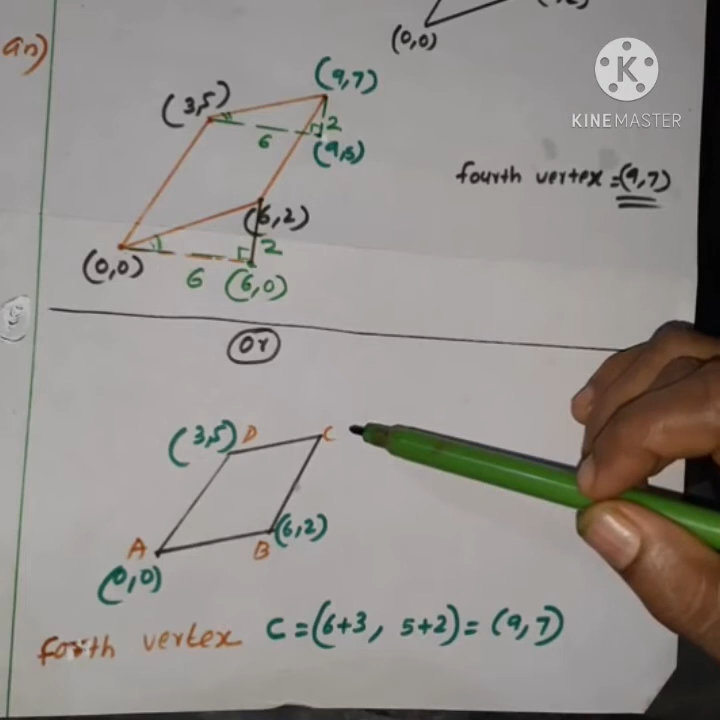 (0,0)
an)
K
KINEMASTER
(9,7)
(3,5)
2
6
(9,5)
fourth vertex =(9,7)
(6,2)
(0,0)
2
6 (6,0)
Or
(3,5) D C
A B (6,2)
(0,0)
forth vertex C = (6+3, 5+2) = (9,7)